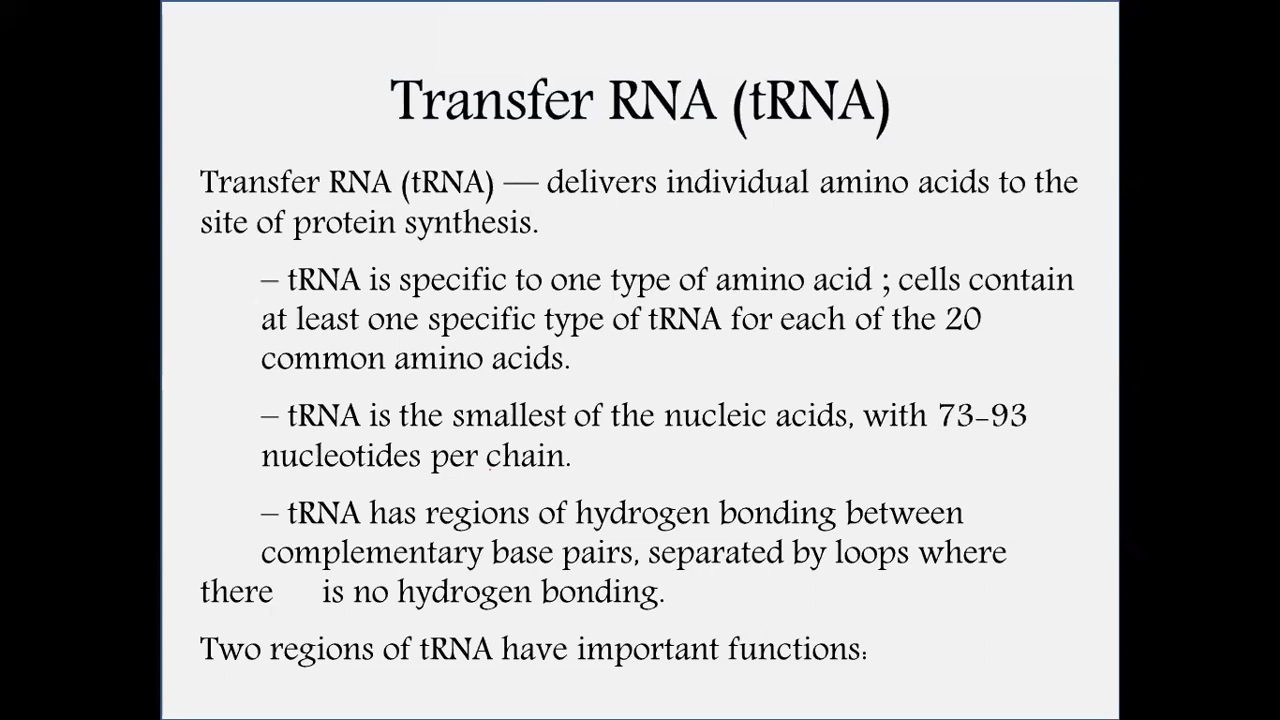 Transfer RNA (tRNA)
Transfer RNA (tRNA) — delivers individual amino acids to the
site of protein synthesis.
– tRNA is specific to one type of amino acid ; cells contain
at least one specific type of tRNA for each of the 20
common amino acids.
– tRNA is the smallest of the nucleic acids, with 73–93
nucleotides per chain.
– tRNA has regions of hydrogen bonding between
complementary base pairs, separated by loops where
there is no hydrogen bonding.
Two regions of tRNA have important functions: